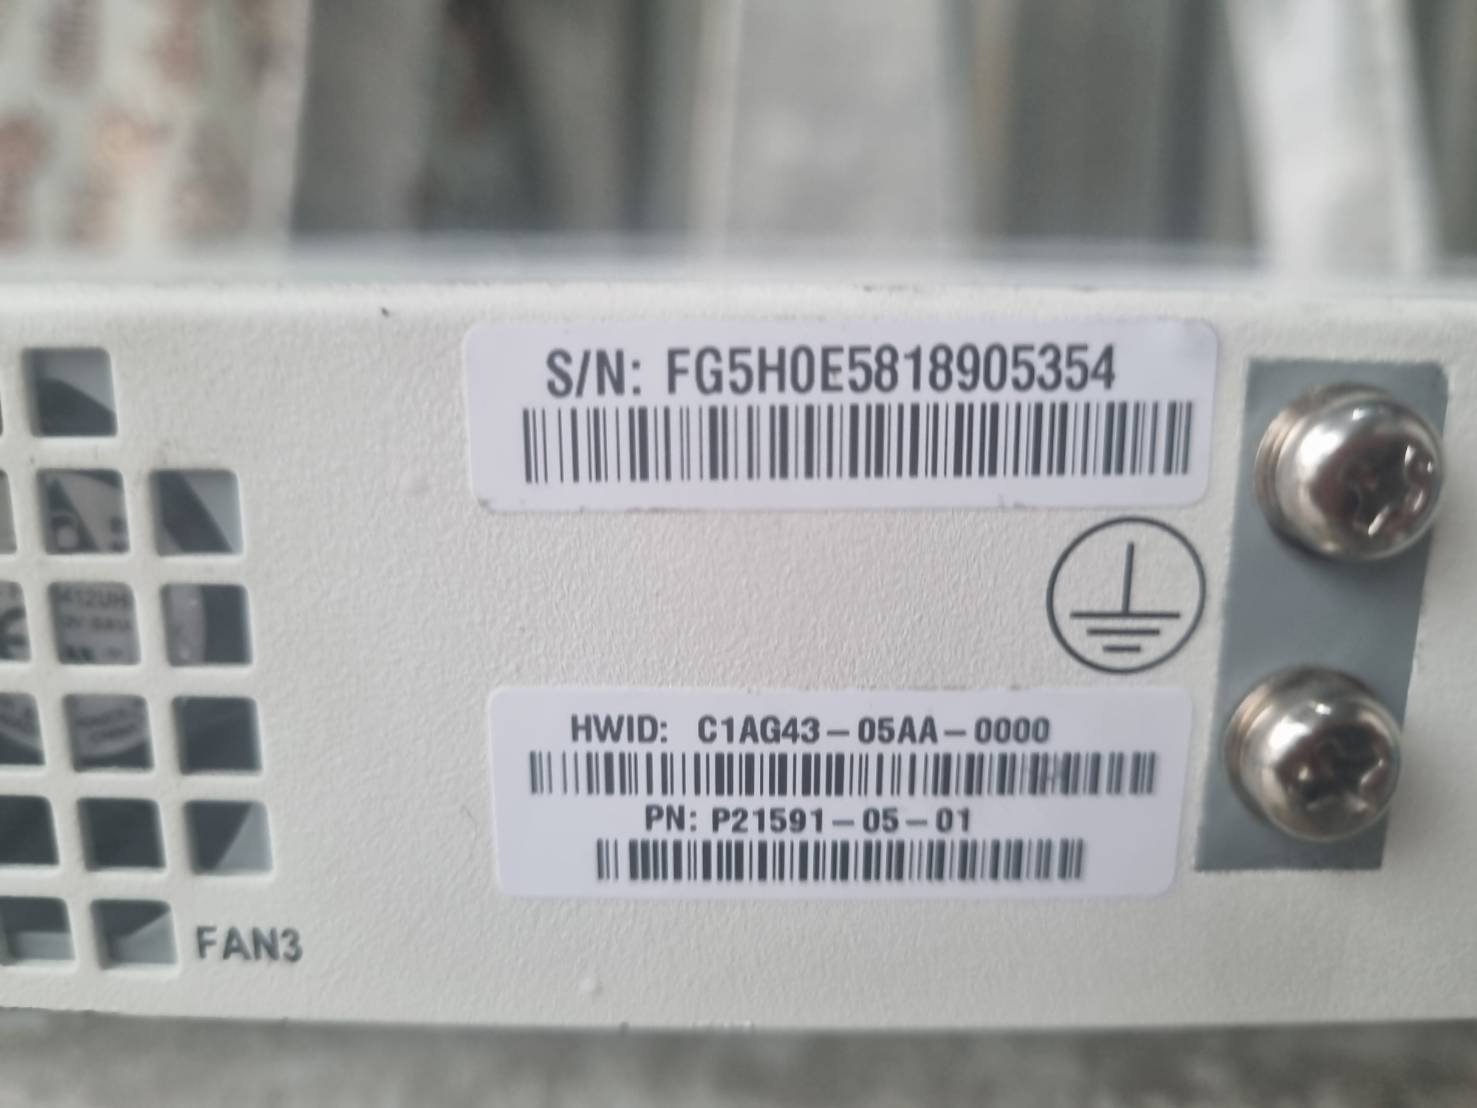 S/N: FG5H0E5818905354
HWID: C1AG43-05AA-0000
PN: P21591-05-01
FAN3